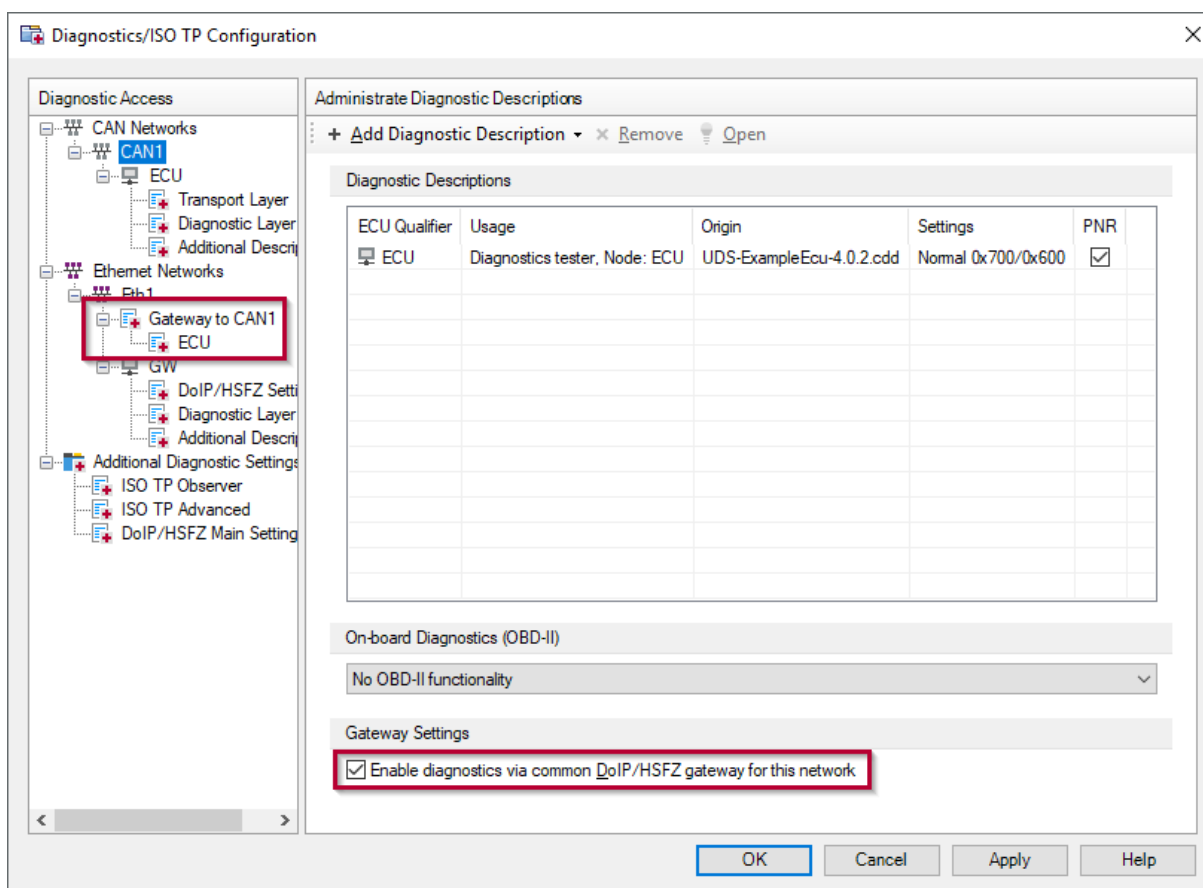 Diagnostics/ISO TP Configuration
Diagnostic Access
CAN Networks
CAN1
ECU
Transport Layer
Diagnostic Layer
Additional Descrip
Ethernet Networks
Eth1
Gateway to CAN1
ECU
GW
DoIP/HSFZ Setti
Diagnostic Layer
Additional Descrip
Additional Diagnostic Settings
ISO TP Observer
ISO TP Advanced
DoIP/HSFZ Main Setting
Administrate Diagnostic Descriptions
+ Add Diagnostic Description Remove Open
Diagnostic Descriptions
ECU Qualifier Usage Origin Settings PNR
ECU Diagnostics tester, Node: ECU UDS-ExampleEcu-4.0.2.cdd Normal 0x700/0x600
On-board Diagnostics (OBD-II)
No OBD-II functionality
Gateway Settings
Enable diagnostics via common DoIP/HSFZ gateway for this network
OK Cancel Apply Help